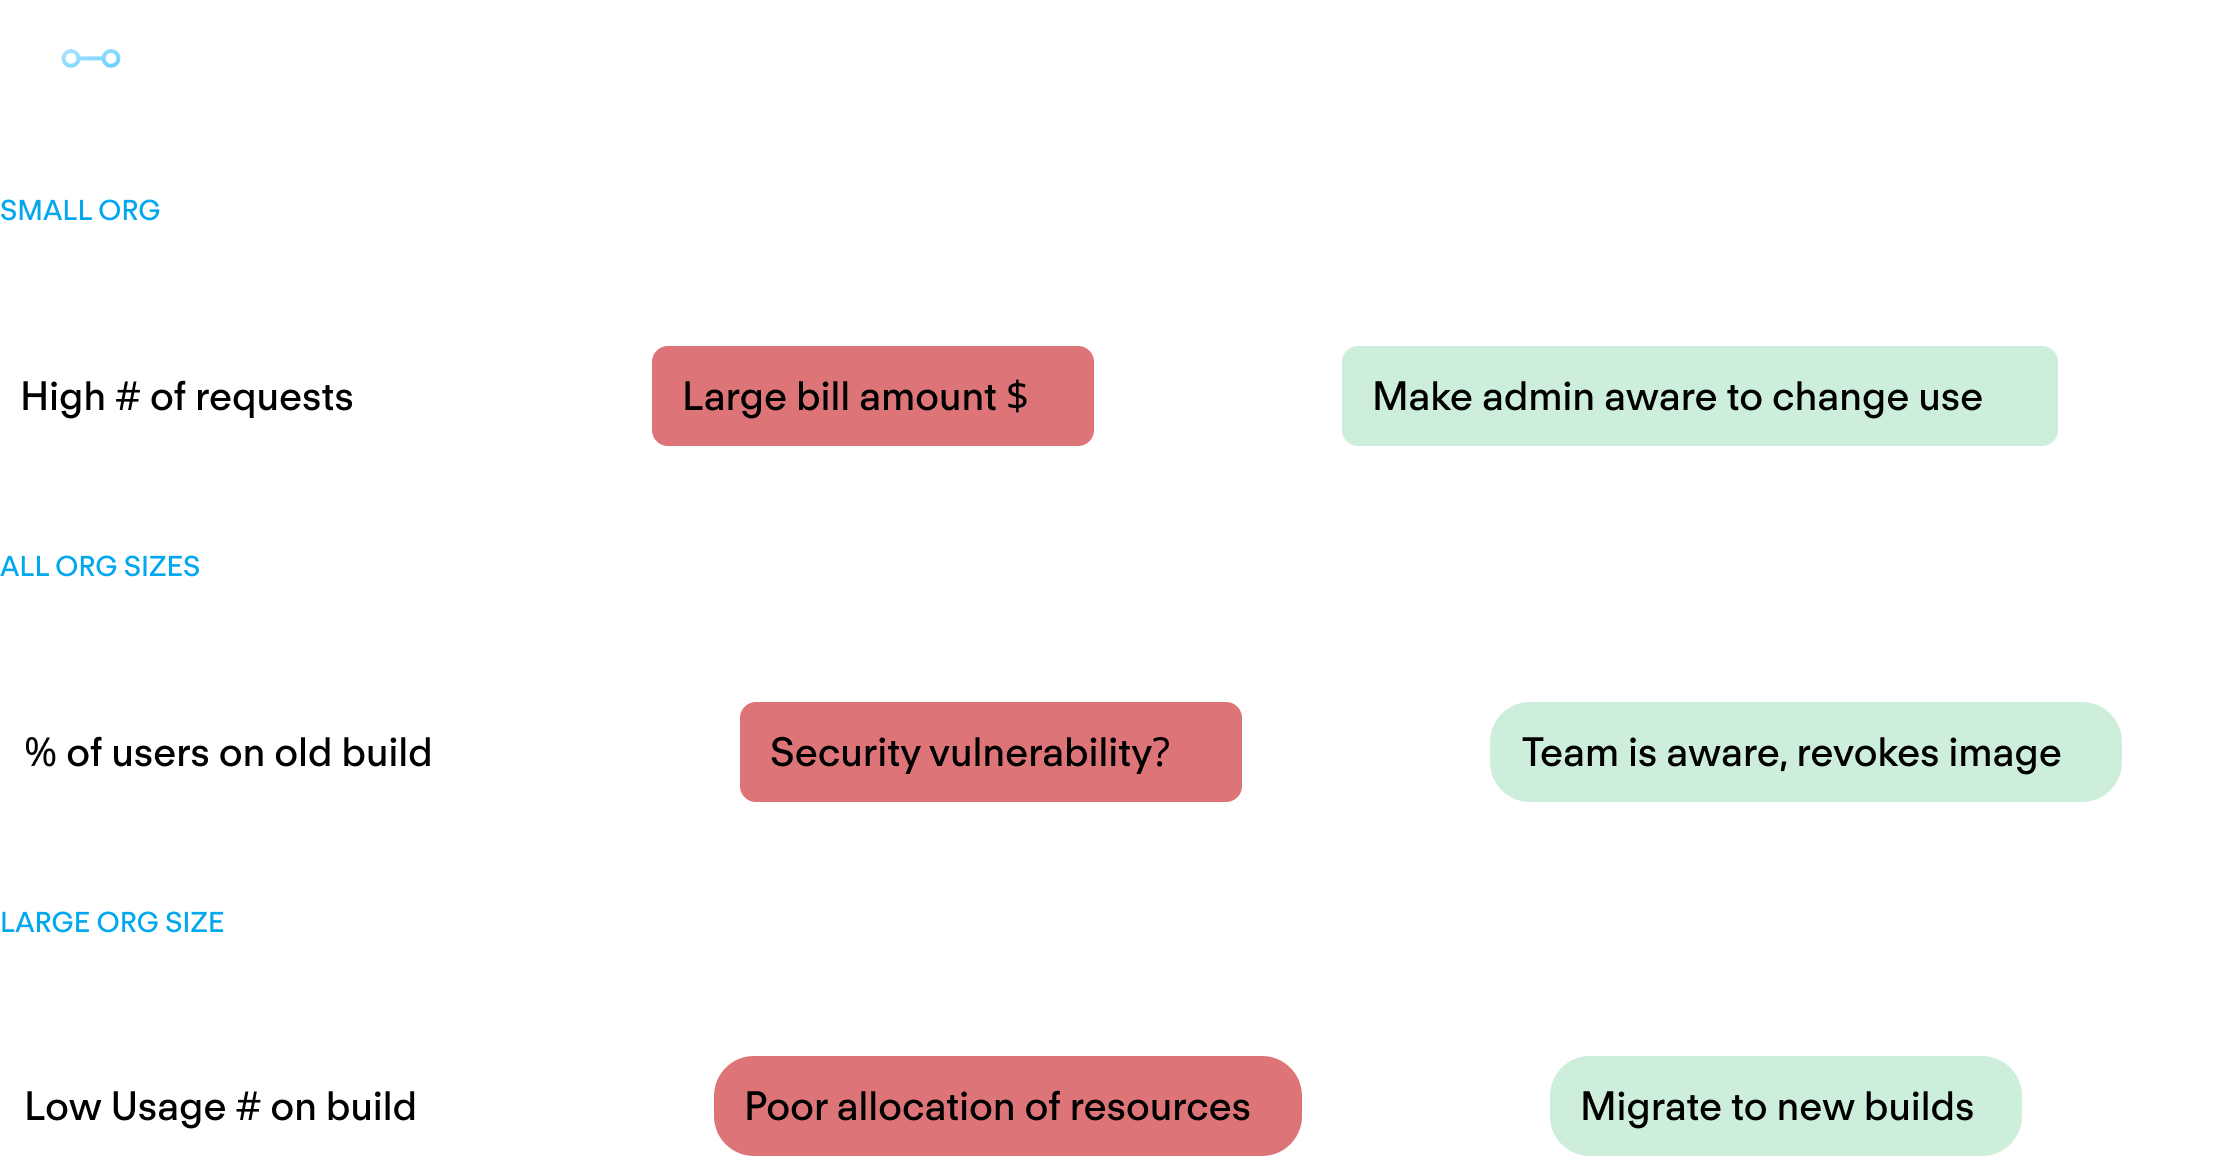 SMALL ORG
High # of requests
Large bill amount $
Make admin aware to change use
ALL ORG SIZES
% of users on old build
Security vulnerability?
Team is aware, revokes image
LARGE ORG SIZE
Low Usage # on build
Poor allocation of resources
Migrate to new builds